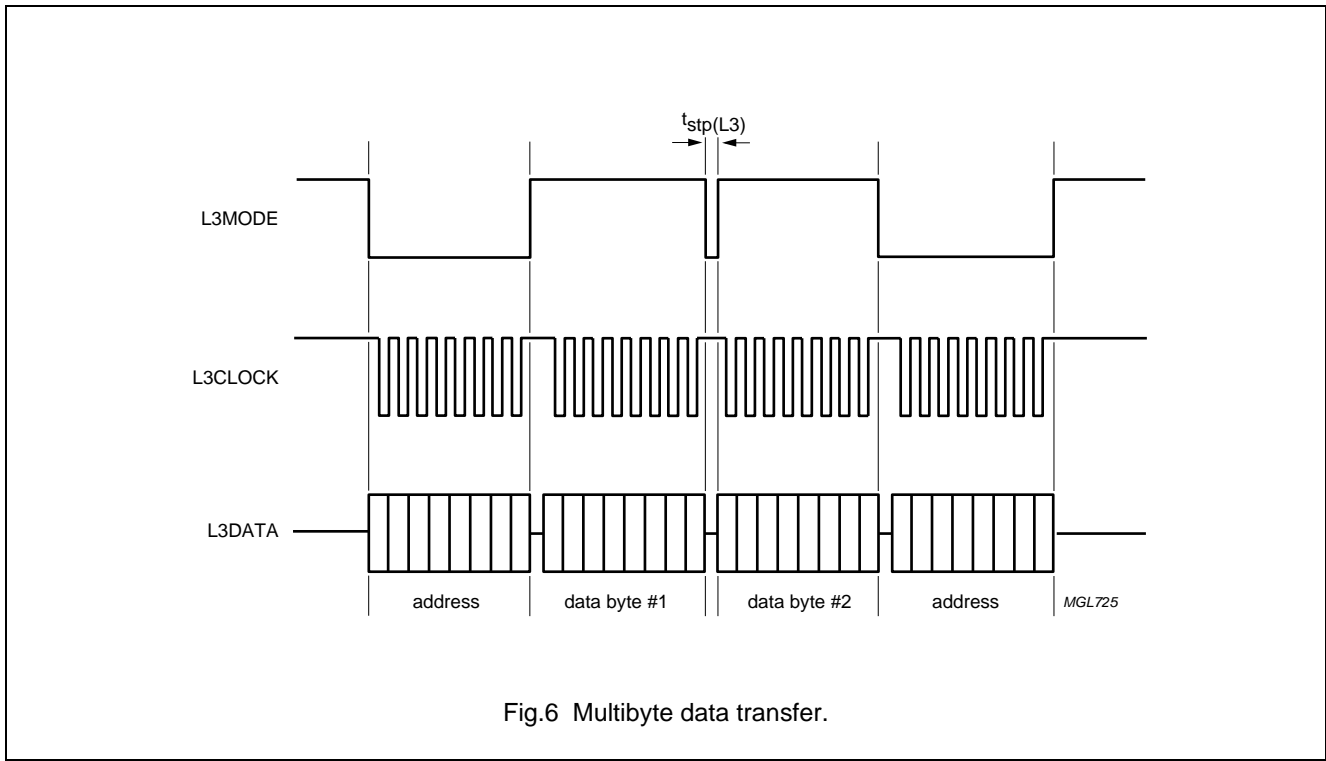 tstp(L3)
L3MODE
L3CLOCK
L3DATA
address data byte #1 data byte #2 address MGL725
Fig.6 Multibyte data transfer.